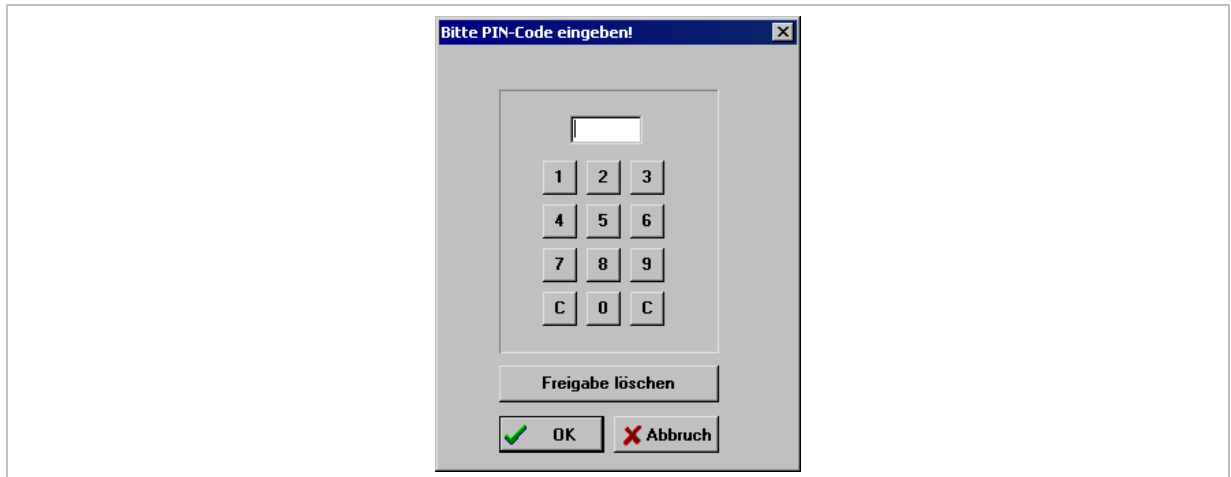 Bitte PIN-Code eingeben!
1 2 3
4 5 6
7 8 9
C 0 C
Freigabe löschen
OK Abbruch